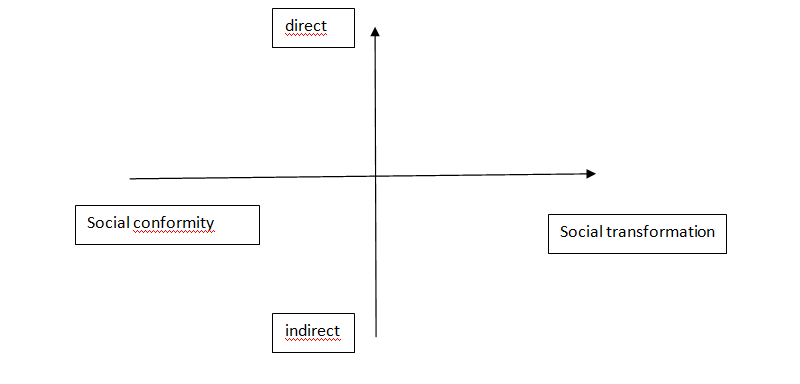 direct
Social conformity
Social transformation
indirect